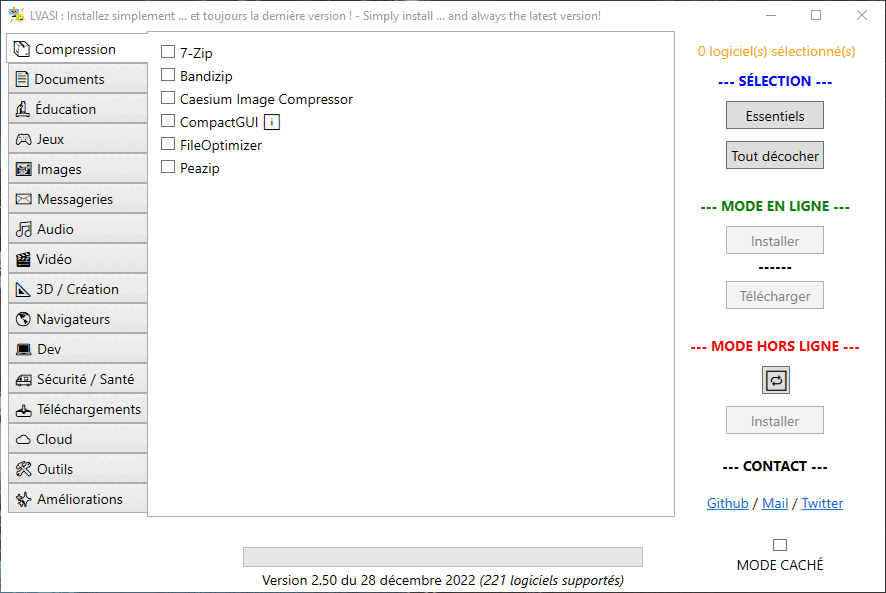 LVASI : Installez simplement ... et toujours la dernière version ! - Simply install ... and always the latest version!
Compression
Documents
Éducation
Jeux
Images
Messageries
Audio
Vidéo
3D / Création
Navigateurs
Dev
Sécurité / Santé
Téléchargements
Cloud
Outils
Améliorations
7-Zip
Bandizip
Caesium Image Compressor
CompactGUI i
FileOptimizer
Peazip
0 logiciel(s) sélectionné(s)
--- SÉLECTION ---
Essentiels
Tout décocher
--- MODE EN LIGNE ---
Installer
------
Télécharger
--- MODE HORS LIGNE ---
Installer
--- CONTACT ---
Github / Mail / Twitter
MODE CACHÉ
Version 2.50 du 28 décembre 2022 (221 logiciels supportés)